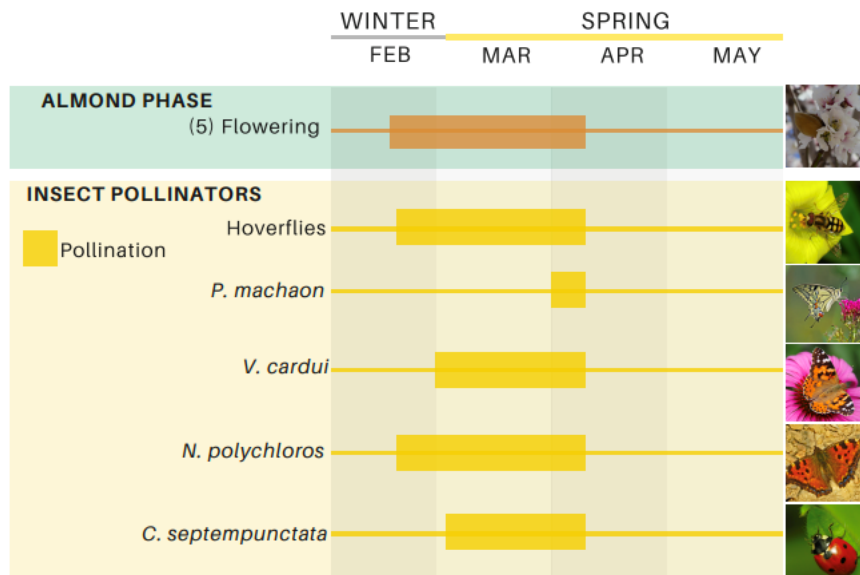 WINTER SPRING
FEB MAR APR MAY
ALMOND PHASE
(5) Flowering
INSECT POLLINATORS
Hoverflies
Pollination
P. machaon
V. cardui
N. polychloros
C. septempunctata